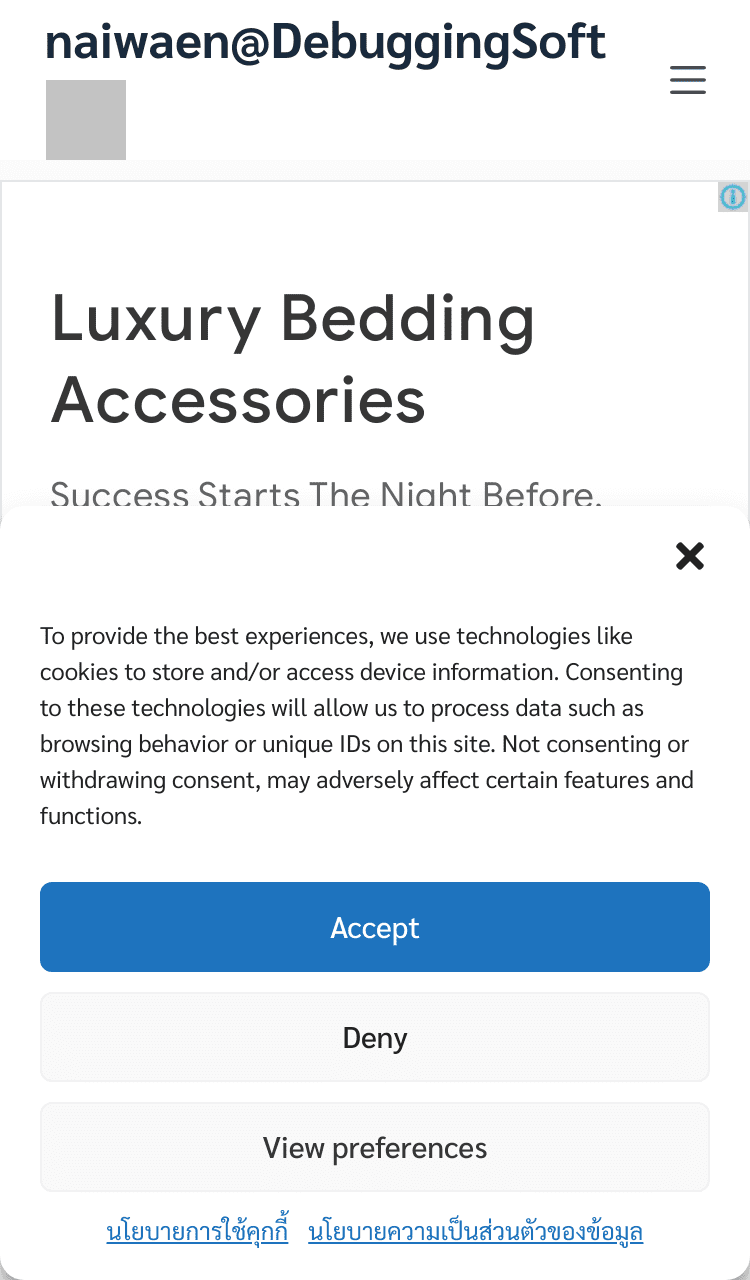 naiwaen@DebuggingSoft
Luxury Bedding
Accessories
Success Starts The Night Before.
To provide the best experiences, we use technologies like
cookies to store and/or access device information. Consenting
to these technologies will allow us to process data such as
browsing behavior or unique IDs on this site. Not consenting or
withdrawing consent, may adversely affect certain features and
functions.
Accept
Deny
View preferences
นโยบายการใช้คุกกี้ นโยบายความเป็นส่วนตัวของข้อมูล